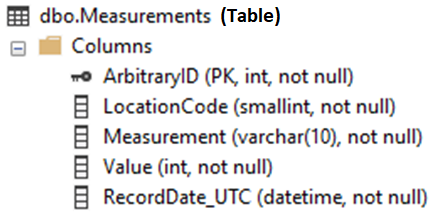 dbo.Measurements (Table)
Columns
ArbitraryID (PK, int, not null)
LocationCode (smallint, not null)
Measurement (varchar(10), not null)
Value (int, not null)
RecordDate_UTC (datetime, not null)